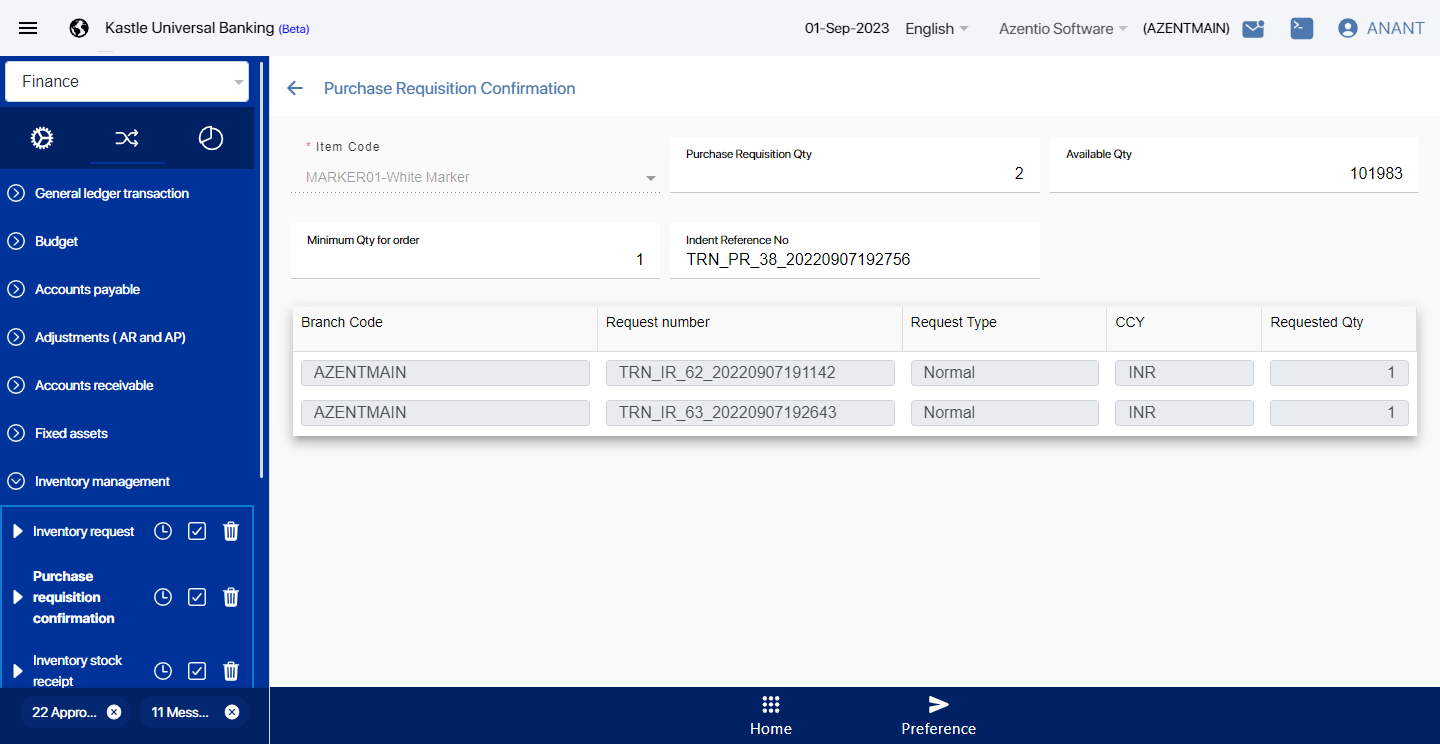 Kastle Universal Banking (Beta)
01-Sep-2023 English Azentio Software (AZENTMAIN) ANANT
Finance
General ledger transaction
Budget
Accounts payable
Adjustments ( AR and AP)
Accounts receivable
Fixed assets
Inventory management
Inventory request
Purchase
requisition
confirmation
Inventory stock
receipt
22 Appro... 11 Mess...
Purchase Requisition Confirmation
* Item Code
MARKER01-White Marker
Purchase Requisition Qty
2
Available Qty
101983
Minimum Qty for order
1
Indent Reference No
TRN_PR_38_20220907192756
Branch Code Request number Request Type CCY Requested Qty
AZENTMAIN TRN_IR_62_20220907191142 Normal INR 1
AZENTMAIN TRN_IR_63_20220907192643 Normal INR 1
Home Preference